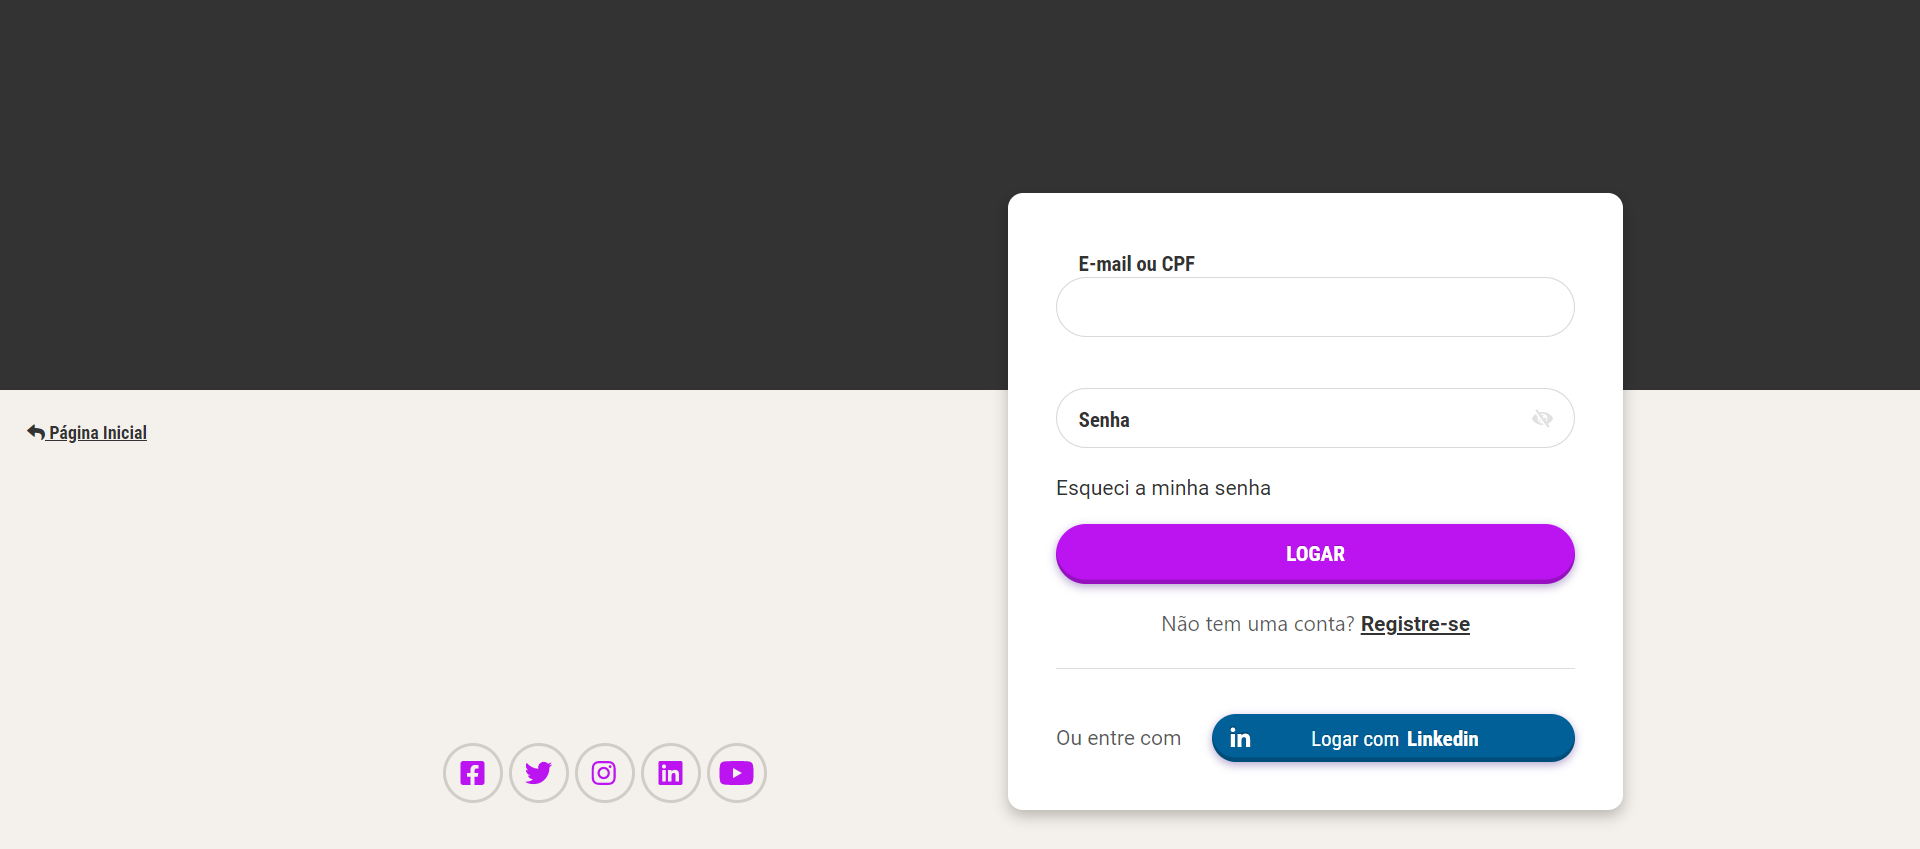 E-mail ou CPF
Página Inicial
Senha
Esqueci a minha senha
LOGAR
Não tem uma conta? Registre-se
Ou entre com
Logar com Linkedin